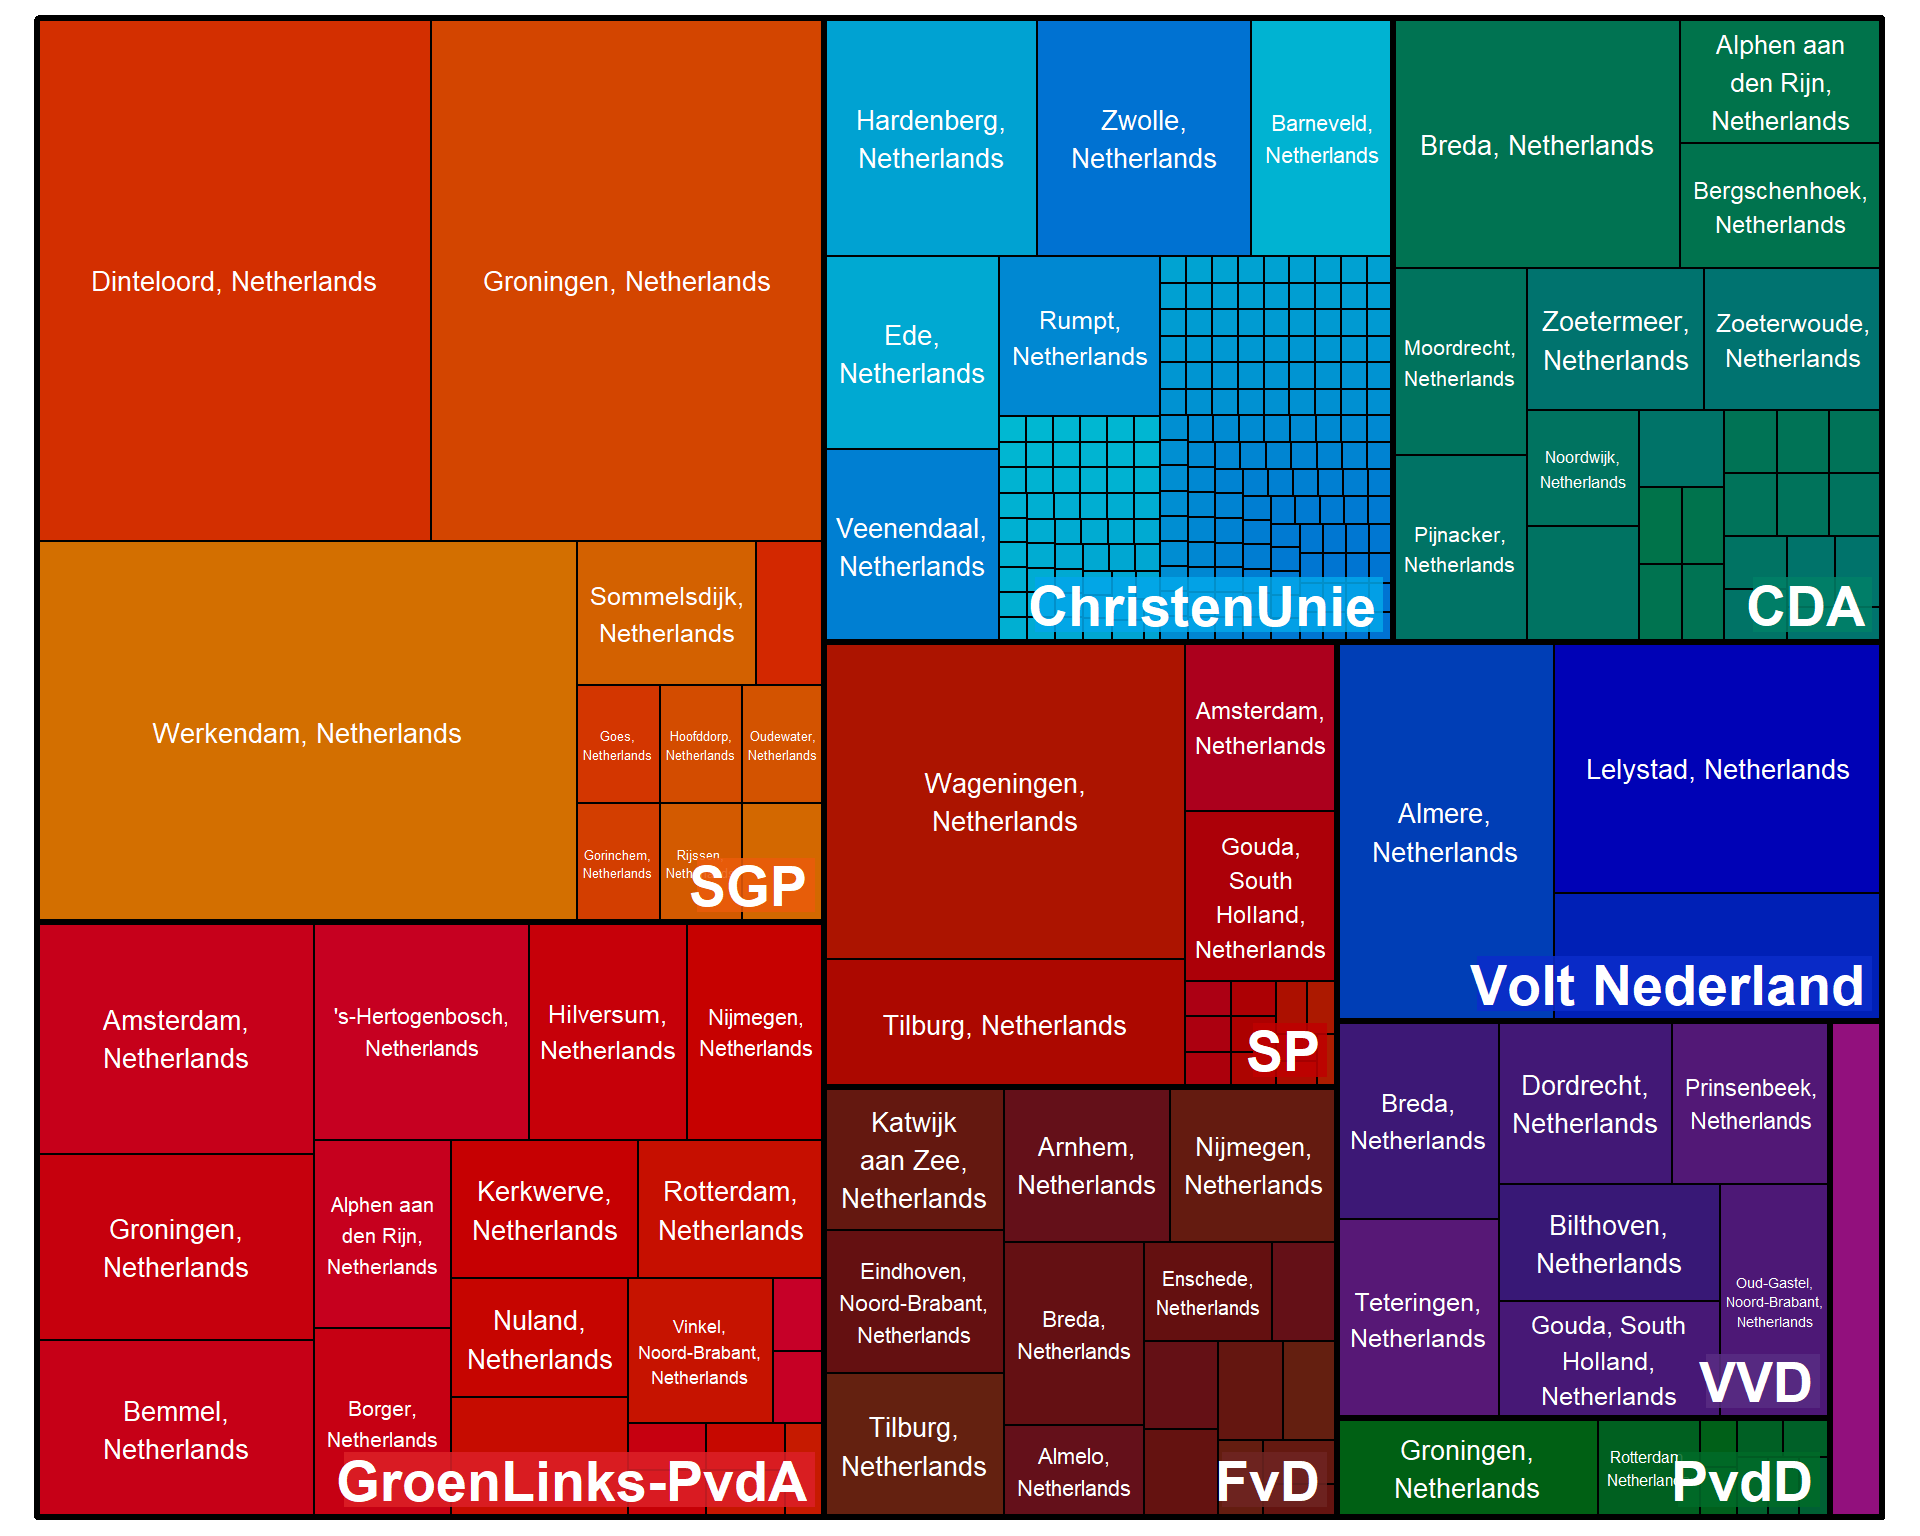 Dinteloord, Netherlands
Groningen, Netherlands
Werkendam, Netherlands
Sommelsdijk,
Netherlands
Goes,
Netherlands
Hoofddorp,
Netherlands
Oudewater,
Netherlands
Gorinchem,
Netherlands
Rijssen,
SGP
Hardenberg,
Netherlands
Zwolle,
Netherlands
Barneveld,
Netherlands
Ede,
Netherlands
Rumpt,
Netherlands
Veenendaal,
Netherlands
ChristenUnie
Breda, Netherlands
Alphen aan
den Rijn,
Netherlands
Bergschenhoek,
Netherlands
Moordrecht,
Netherlands
Zoetermeer,
Netherlands
Zoeterwoude,
Netherlands
Noordwijk,
Netherlands
Pijnacker,
Netherlands
CDA
Wageningen,
Netherlands
Amsterdam,
Netherlands
Gouda,
South
Holland,
Netherlands
Tilburg, Netherlands
SP
Almere,
Netherlands
Lelystad, Netherlands
Volt Nederland
Amsterdam,
Netherlands
's-Hertogenbosch,
Netherlands
Hilversum,
Netherlands
Nijmegen,
Netherlands
Groningen,
Netherlands
Alphen aan
den Rijn,
Netherlands
Kerkwerve,
Netherlands
Rotterdam,
Netherlands
Nuland,
Netherlands
Vinkel,
Noord-Brabant,
Netherlands
Bemmel,
Netherlands
Borger,
Netherlands
GroenLinks-PvdA
Katwijk
aan Zee,
Netherlands
Arnhem,
Netherlands
Nijmegen,
Netherlands
Eindhoven,
Noord-Brabant,
Netherlands
Breda,
Netherlands
Enschede,
Netherlands
Tilburg,
Netherlands
Almelo,
Netherlands
FvD
Breda,
Netherlands
Dordrecht,
Netherlands
Prinsenbeek,
Netherlands
Bilthoven,
Netherlands
Teteringen,
Netherlands
Oud-Gastel,
Noord-Brabant,
Netherlands
Gouda, South
Holland,
Netherlands
VVD
Groningen,
Netherlands
Rotterdam
Netherland
PvdD